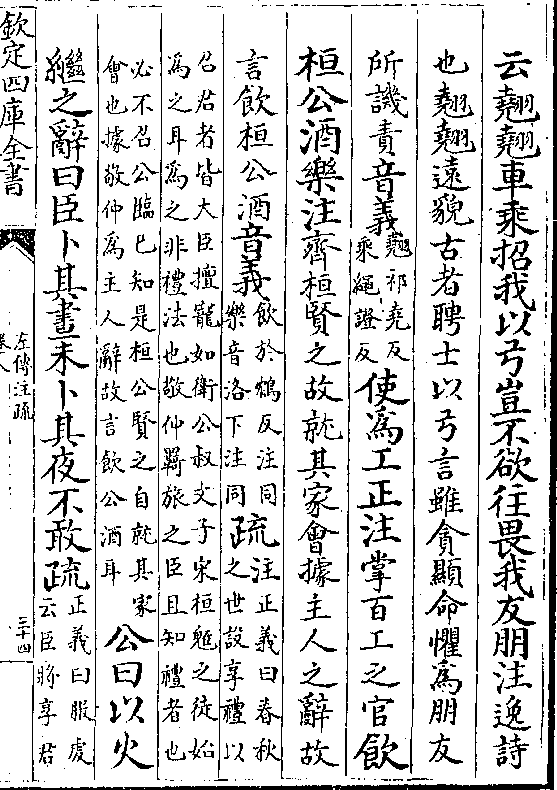 云翹翹車乘招我以弓豈不欲往畏我友朋注逸詩
也翹翹遠貌古者聘士以弓言雖貪顯命懼為朋友
所譏責音義翹祁堯反
乘繩證反
使為工正注掌百工之官飲
桓公酒樂注齊桓賢之故就其家會據主人之辭故
言飲桓公酒音義飲於鴆反注同
樂音洛下注同
疏注正義曰春秋
之世設享禮以
召君者皆大臣擅寵如衛公叔文子宋桓魋之徒始
為之耳為之非禮法也敬仲羇旅之臣且知禮者也
必不召公臨已知是桓公賢之自就其家
會也據敬仲為主人辭故言飲公酒耳
公曰以火
繼之辭曰臣卜其晝未卜其夜不敢疏正義曰服虔
云臣將享君
欽定四庫全書
左傳注疏
卷八
三十四